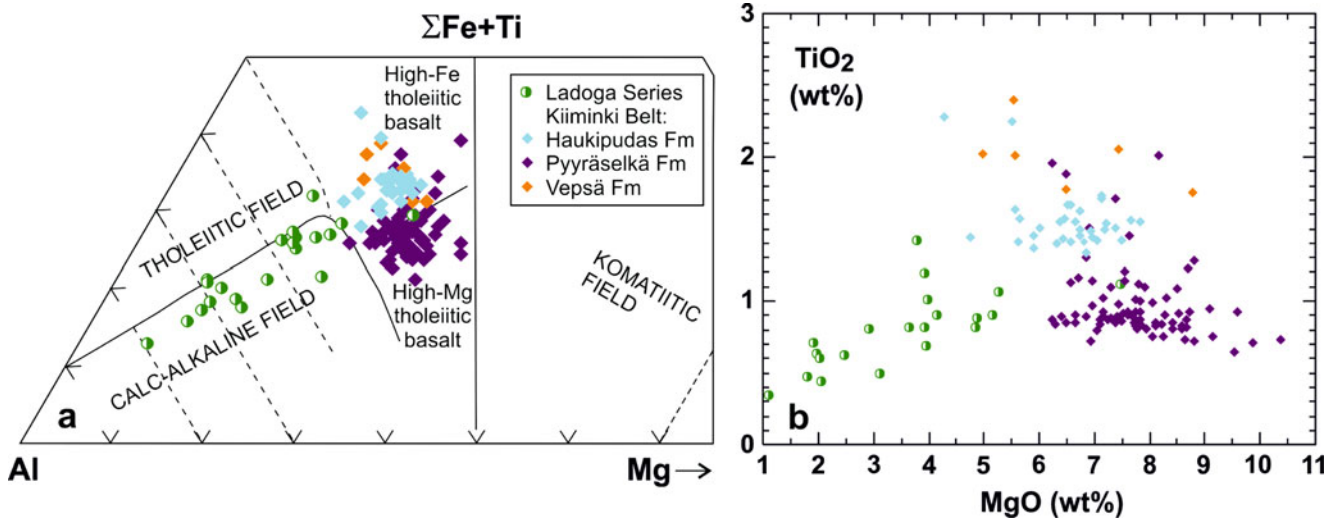 ΣFe+Ti
High-Fe
tholeiitic
basalt
Ladoga Series
Kiiminki Belt:
Haukipudas Fm
Pyyräselkä Fm
Vepsä Fm
THOLEIITIC FIELD
CALC-ALKALINE FIELD
High-Mg
tholeiitic
basalt
KOMATIITIC
FIELD
a
Al
Mg→
3
2
1
0
TiO2
(wt%)
b
1 2 3 4 5 6 7 8 9 10 11
MgO (wt%)